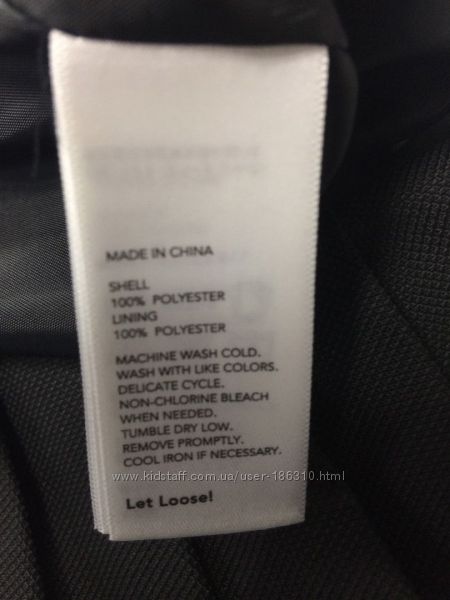 MADE IN CHINA
SHELL
100% POLYESTER
LINING
100% POLYESTER
MACHINE WASH COLD.
WASH WITH LIKE COLORS.
DELICATE CYCLE.
NON-CHLORINE BLEACH
WHEN NEEDED.
TUMBLE DRY LOW.
REMOVE PROMPTLY.
COOL IRON IF NECESSARY.
www.kidstaff.com.ua/user-186310.html
Let Loose!